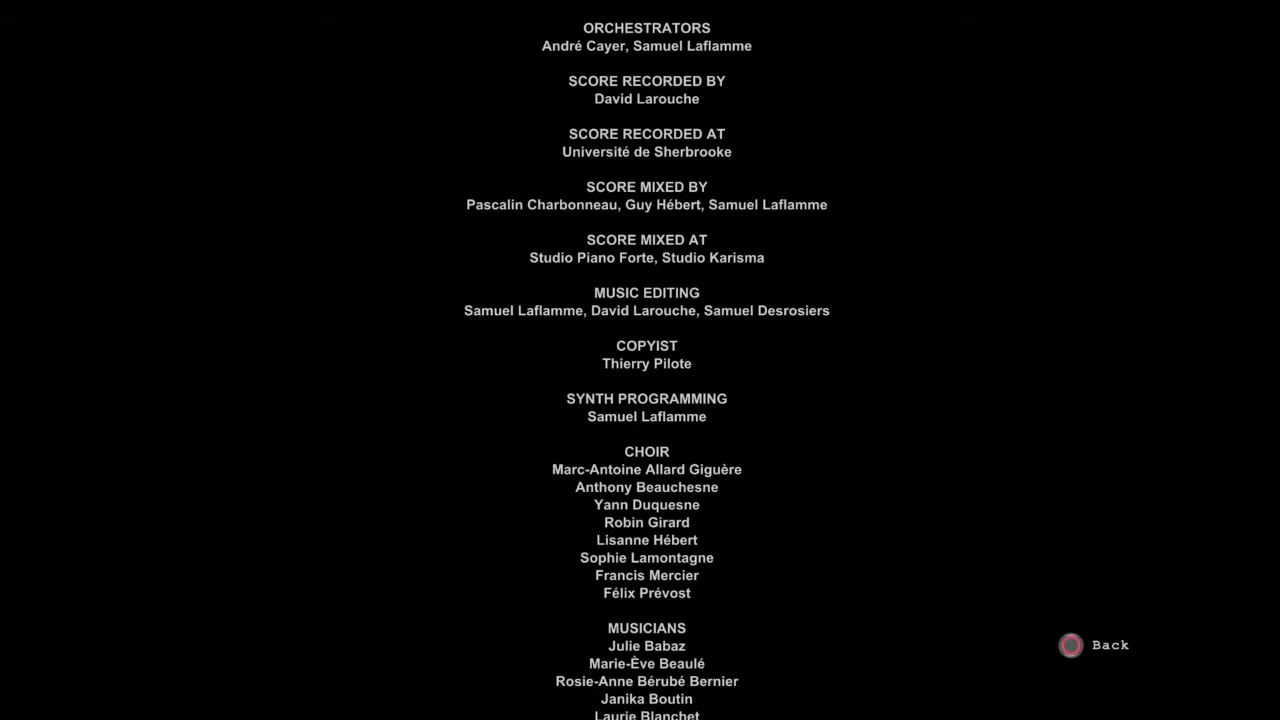 ORCHESTRATORS
André Cayer, Samuel Laflamme
SCORE RECORDED BY
David Larouche
SCORE RECORDED AT
Université de Sherbrooke
SCORE MIXED BY
Pascalin Charbonneau, Guy Hébert, Samuel Laflamme
SCORE MIXED AT
Studio Piano Forte, Studio Karisma
MUSIC EDITING
Samuel Laflamme, David Larouche, Samuel Desrosiers
COPYIST
Thierry Pilote
SYNTH PROGRAMMING
Samuel Laflamme
CHOIR
Marc-Antoine Allard Giguère
Anthony Beauchesne
Yann Duquesne
Robin Girard
Lisanne Hébert
Sophie Lamontagne
Francis Mercier
Félix Prévost
MUSICIANS
Julie Babaz
Back
Marie-Ève Beaulé
Rosie-Anne Bérubé Bernier
Janika Boutin
Laurie Blanchet